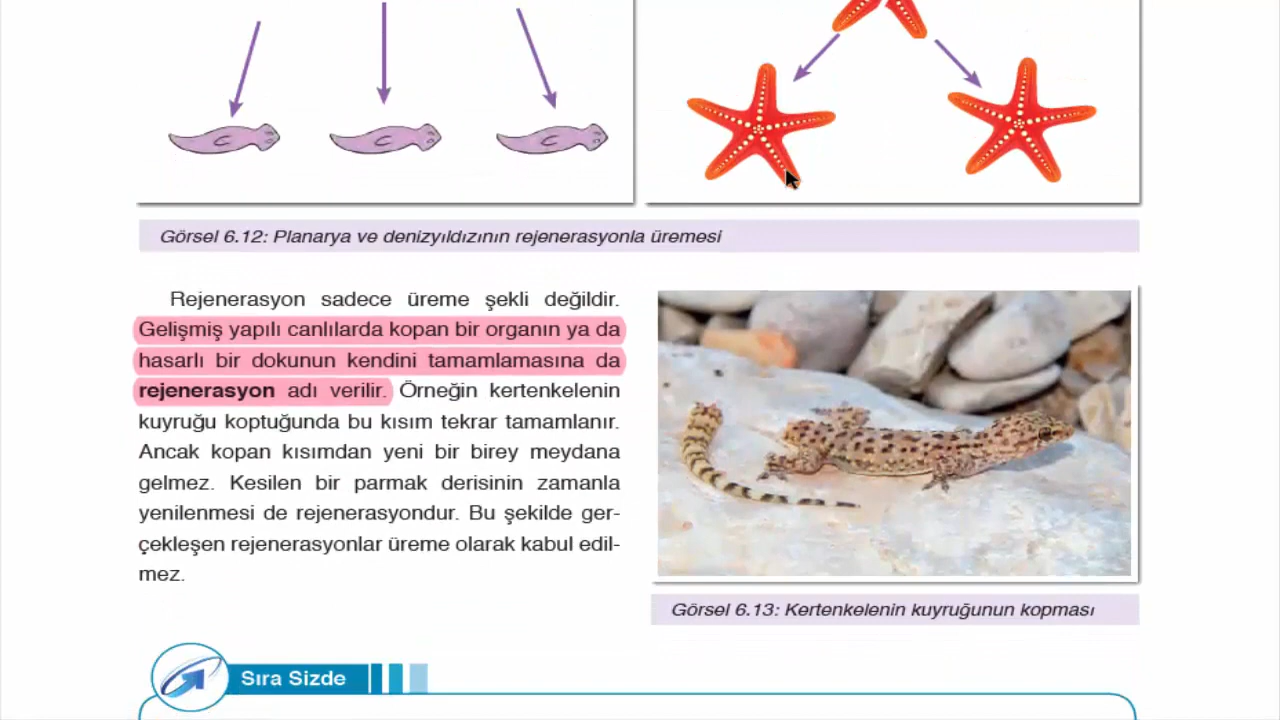 Görsel 6.12: Planarya ve denizyıldızının rejenerasyonla üremesi
Rejenerasyon sadece üreme şekli değildir.
Gelişmiş yapılı canlılarda kopan bir organın ya da
hasarlı bir dokunun kendini tamamlamasına da
rejenerasyon adı verilir. Örneğin kertenkelenin
kuyruğu koptuğunda bu kısım tekrar tamamlanır.
Ancak kopan kısımdan yeni bir birey meydana
gelmez. Kesilen bir parmak derisinin zamanla
yenilenmesi de rejenerasyondur. Bu şekilde ger-
çekleşen rejenerasyonlar üreme olarak kabul edil-
mez.
Görsel 6.13: Kertenkelenin kuyruğunun kopması
Sıra Sizde